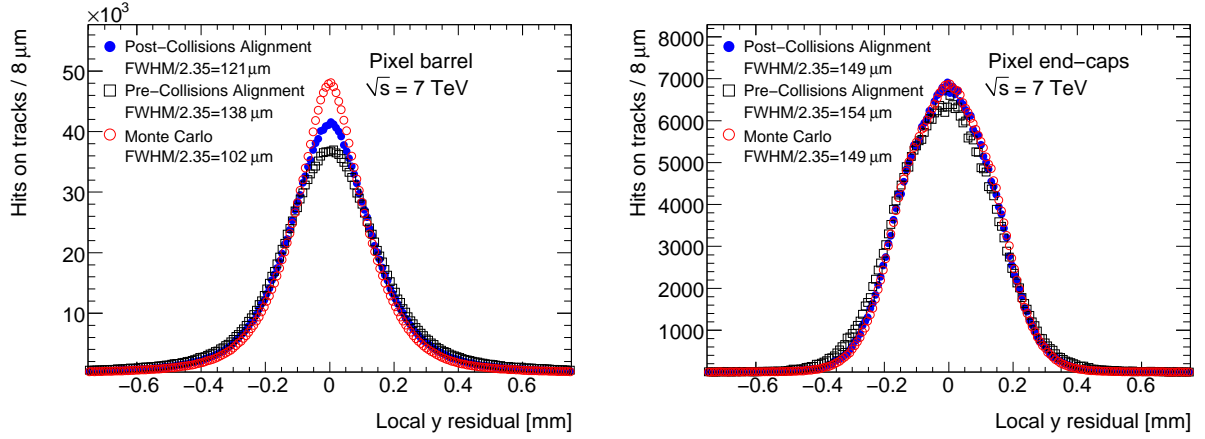 ×10³
Hits on tracks / 8 μm
50
40
30
20
10
Post−Collisions Alignment
FWHM/2.35=121 μm
Pre−Collisions Alignment
FWHM/2.35=138 μm
Monte Carlo
FWHM/2.35=102 μm
Pixel barrel
√s = 7 TeV
−0.6 −0.4 −0.2 0 0.2 0.4 0.6
Local y residual [mm]
Hits on tracks / 8 μm
8000
7000
6000
5000
4000
3000
2000
1000
Post−Collisions Alignment
FWHM/2.35=149 μm
Pre−Collisions Alignment
FWHM/2.35=154 μm
Monte Carlo
FWHM/2.35=149 μm
Pixel end−caps
√s = 7 TeV
−0.6 −0.4 −0.2 0 0.2 0.4 0.6
Local y residual [mm]